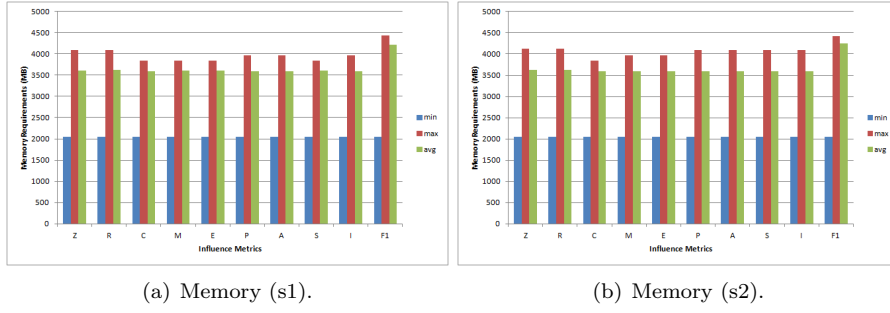 5000
4500
4000
3500
3000
2500
2000
1500
1000
500
0
Memory Requirements (MB)
Z R C M E P A S I F1
Influence Metrics
min
max
avg
(a) Memory (s1).
5000
4500
4000
3500
3000
2500
2000
1500
1000
500
0
Memory Requirements (MB)
Z R C M E P A S I F1
Influence Metrics
min
max
avg
(b) Memory (s2).